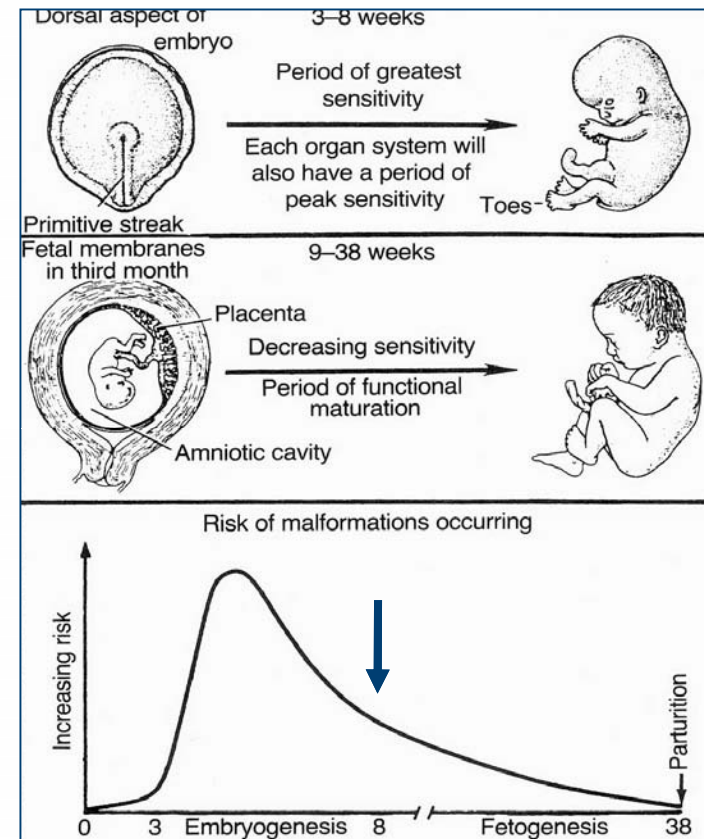 Dorsal aspect of
embryo
3–8 weeks
Period of greatest
sensitivity
Each organ system will
also have a period of
peak sensitivity
Toes
Primitive streak
Fetal membranes
in third month
9–38 weeks
Placenta
Decreasing sensitivity
Period of functional
maturation
Amniotic cavity
Risk of malformations occurring
Increasing risk
Parturition
0 3 Embryogenesis 8 Fetogenesis 38